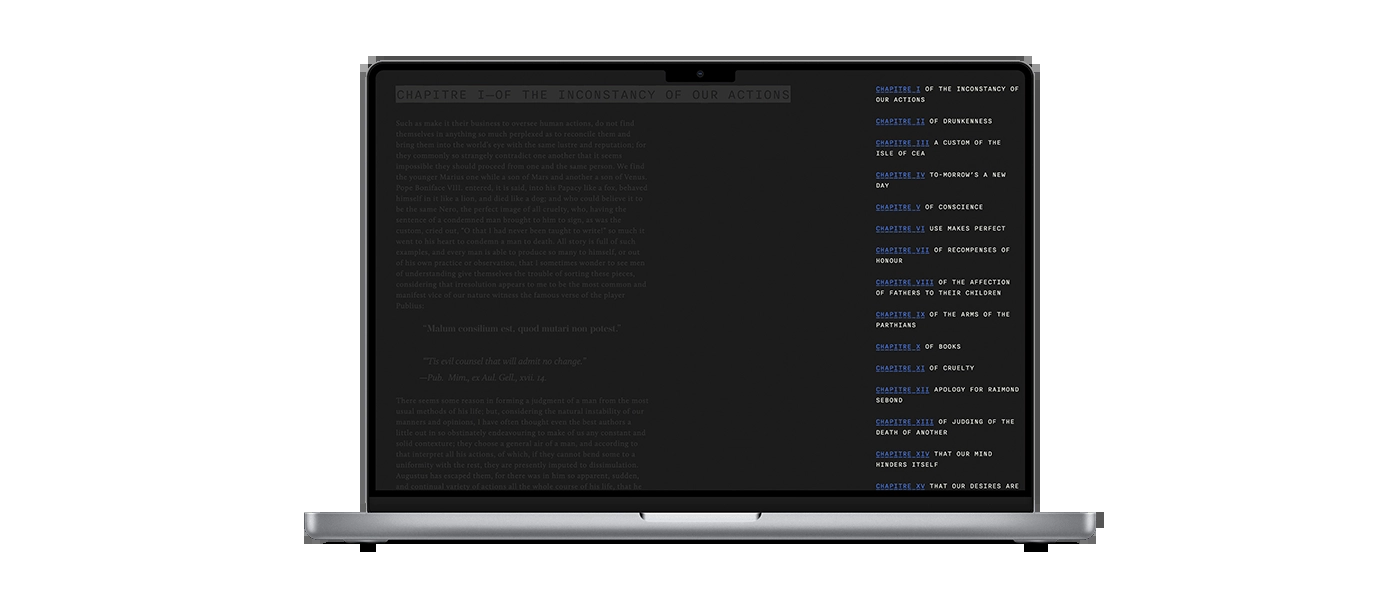 CHAPITRE I—OF THE INCONSTANCY OF OUR ACTIONS
Such as make it their business to oversee human actions, do not find
themselves in anything so much perplexed as to reconcile them and
bring them into the world's eye with the same lustre and reputation; for
they commonly so strangely contradict one another that it seems
impossible they should proceed from one and the same person. We find
the younger Marius one while a son of Mars and another a son of Venus.
Pope Boniface VIII. entered, it is said, into his Papacy like a fox, behaved
himself in it like a lion, and died like a dog; and who could believe it to
be the same Nero, the perfect image of all cruelty, who, having the
sentence of a condemned man brought to him to sign, as was the
custom, cried out, "O that I had never been taught to write!" so much it
went to his heart to condemn a man to death. All story is full of such
examples, and every man is able to produce so many to himself, or out
of his own practice or observation, that I sometimes wonder to see men
of understanding give themselves the trouble of sorting these pieces,
considering that irresolution appears to me to be the most common and
manifest vice of our nature witness the famous verse of the player
Publius:
"Malum consilium est, quod mutari non potest."
"'Tis evil counsel that will admit no change."
—Pub. Mim., ex Aul. Gell., xvii. 14.
There seems some reason in forming a judgment of a man from the most
usual methods of his life; but, considering the natural instability of our
manners and opinions, I have often thought even the best authors a
little out in so obstinately endeavouring to make of us any constant and
solid contexture; they choose a general air of a man, and according to
that interpret all his actions, of which, if they cannot bend some to a
uniformity with the rest, they are presently imputed to dissimulation.
Augustus has escaped them, for there was in him so apparent, sudden,
and continual variety of actions all the whole course of his life, that he
CHAPITRE I OF THE INCONSTANCY OF
OUR ACTIONS
CHAPITRE II OF DRUNKENNESS
CHAPITRE III A CUSTOM OF THE
ISLE OF CEA
CHAPITRE IV TO-MORROW'S A NEW
DAY
CHAPITRE V OF CONSCIENCE
CHAPITRE VI USE MAKES PERFECT
CHAPITRE VII OF RECOMPENSES OF
HONOUR
CHAPITRE VIII OF THE AFFECTION
OF FATHERS TO THEIR CHILDREN
CHAPITRE IX OF THE ARMS OF THE
PARTHIANS
CHAPITRE X OF BOOKS
CHAPITRE XI OF CRUELTY
CHAPITRE XII APOLOGY FOR RAIMOND
SEBOND
CHAPITRE XIII OF JUDGING OF THE
DEATH OF ANOTHER
CHAPITRE XIV THAT OUR MIND
HINDERS ITSELF
CHAPITRE XV THAT OUR DESIRES ARE